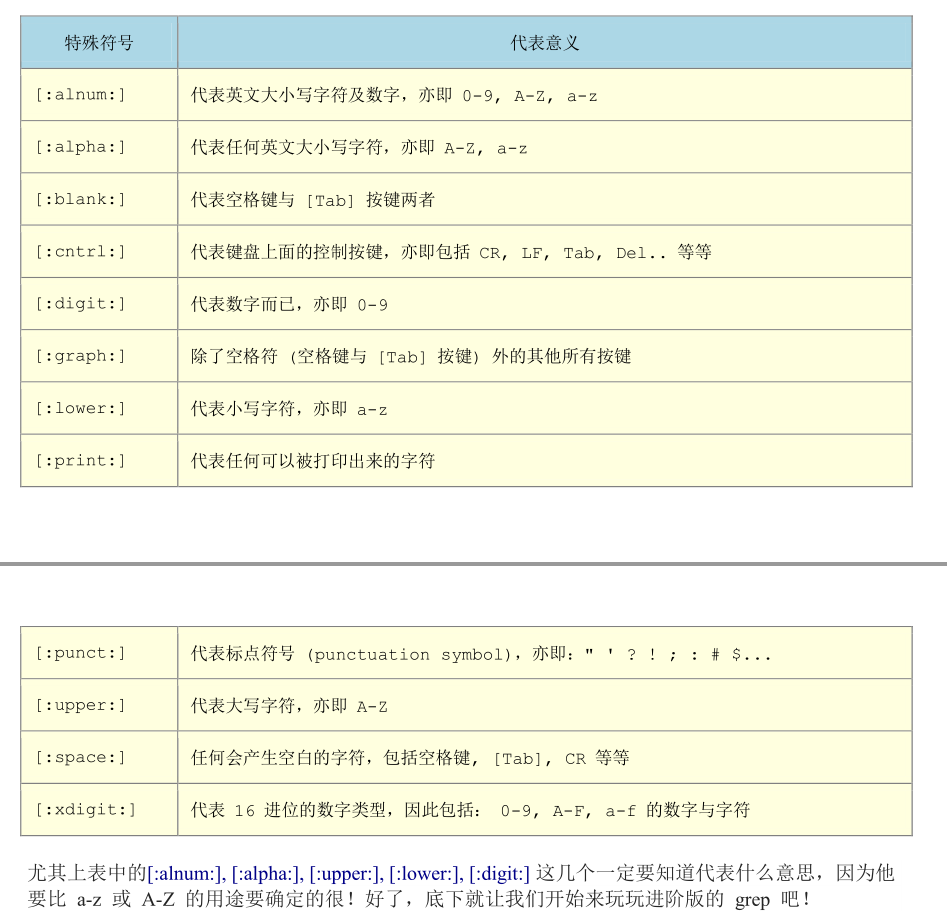 特殊符号 代表意义
[:alnum:] 代表英文大小写字符及数字，亦即 0-9, A-Z, a-z
[:alpha:] 代表任何英文大小写字符，亦即 A-Z, a-z
[:blank:] 代表空格键与 [Tab] 按键两者
[:cntrl:] 代表键盘上面的控制按键，亦即包括 CR, LF, Tab, Del.. 等等
[:digit:] 代表数字而已，亦即 0-9
[:graph:] 除了空格符 (空格键与 [Tab] 按键) 外的其他所有按键
[:lower:] 代表小写字符，亦即 a-z
[:print:] 代表任何可以被打印出来的字符
[:punct:] 代表标点符号 (punctuation symbol)，亦即：" ' ? ! ; : # $...
[:upper:] 代表大写字符，亦即 A-Z
[:space:] 任何会产生空白的字符，包括空格键, [Tab], CR 等等
[:xdigit:] 代表 16 进位的数字类型，因此包括： 0-9, A-F, a-f 的数字与字符
尤其上表中的[:alnum:], [:alpha:], [:upper:], [:lower:], [:digit:] 这几个一定要知道代表什么意思，因为他
要比 a-z 或 A-Z 的用途要确定的很！好了，底下就让我们开始来玩玩进阶版的 grep 吧！